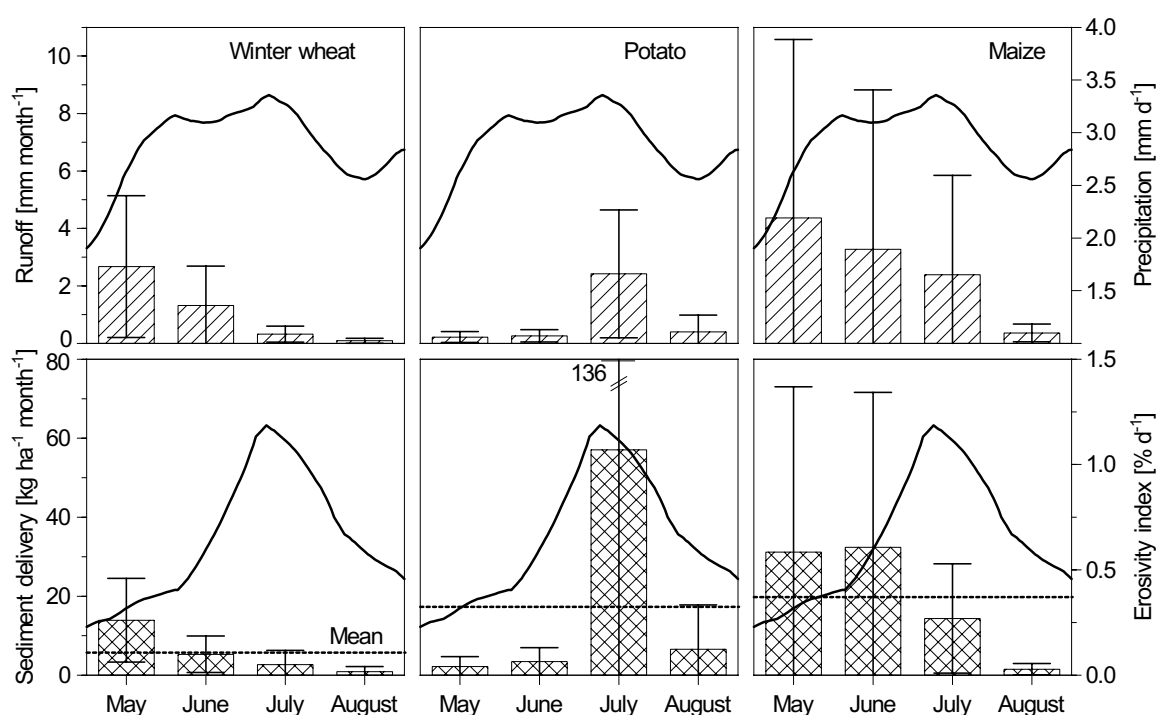 Winter wheat
Potato
Maize
Runoff [mm month⁻¹]
10
8
6
4
2
0
4.0
3.5
3.0
2.5
2.0
1.5
Precipitation [mm d⁻¹]
Sediment delivery [kg ha⁻¹ month⁻¹]
80
60
40
20
0
136
Mean
1.5
1.0
0.5
0.0
Erosivity index [% d⁻¹]
May June July August
May June July August
May June July August